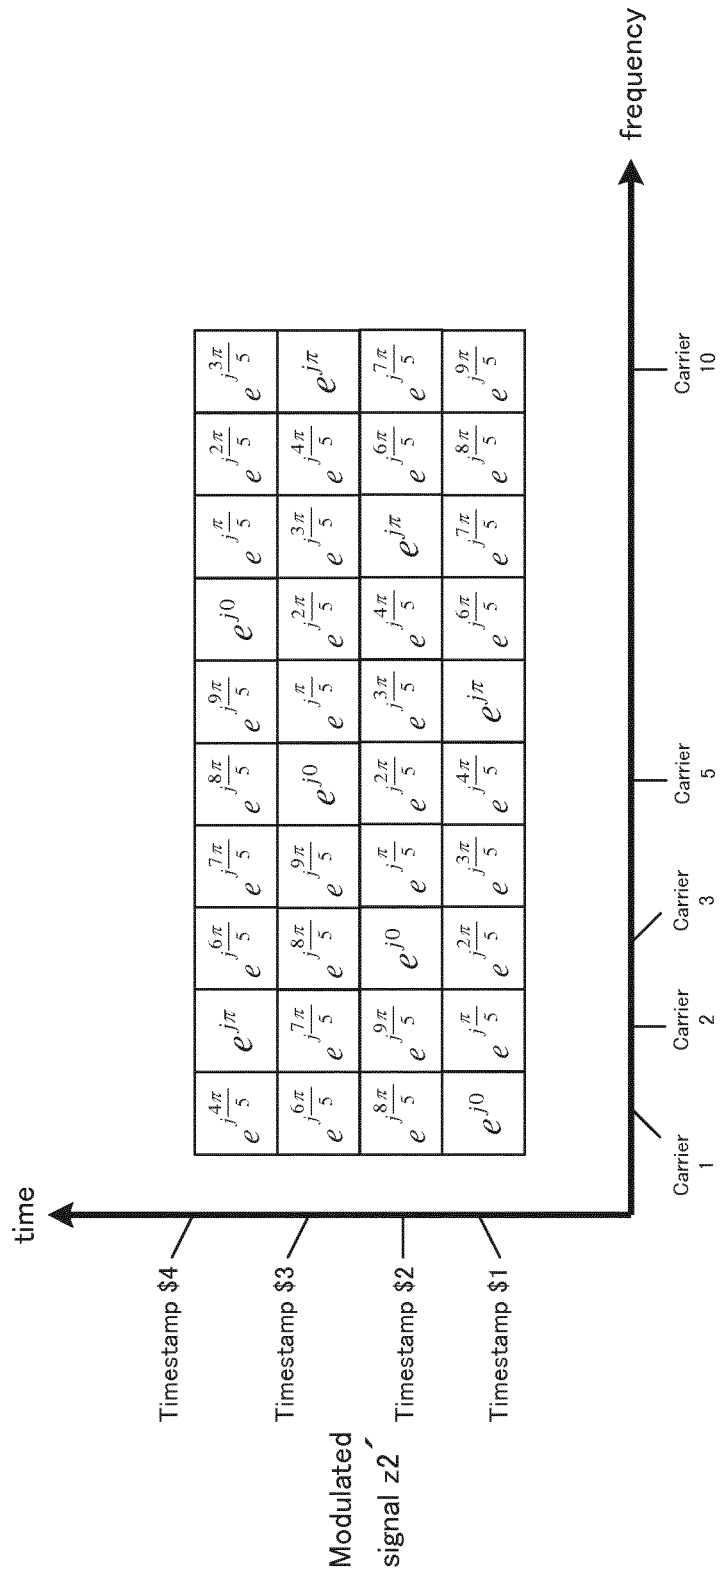 time
Timestamp $4
e^{j4π/5} e^{jπ} e^{j6π/5} e^{j7π/5} e^{j8π/5} e^{j9π/5} e^{j0} e^{jπ/5} e^{j2π/5} e^{j3π/5}
Timestamp $3
e^{j6π/5} e^{j7π/5} e^{j8π/5} e^{j9π/5} e^{j0} e^{jπ/5} e^{j2π/5} e^{j3π/5} e^{j4π/5} e^{jπ}
Modulated
signal z2´
Timestamp $2
e^{j8π/5} e^{j9π/5} e^{j0} e^{jπ/5} e^{j2π/5} e^{j3π/5} e^{j4π/5} e^{jπ} e^{j6π/5} e^{j7π/5}
Timestamp $1
e^{j0} e^{jπ/5} e^{j2π/5} e^{j3π/5} e^{j4π/5} e^{jπ} e^{j6π/5} e^{j7π/5} e^{j8π/5} e^{j9π/5}
frequency
Carrier
1
Carrier
2
Carrier
3
Carrier
5
Carrier
10